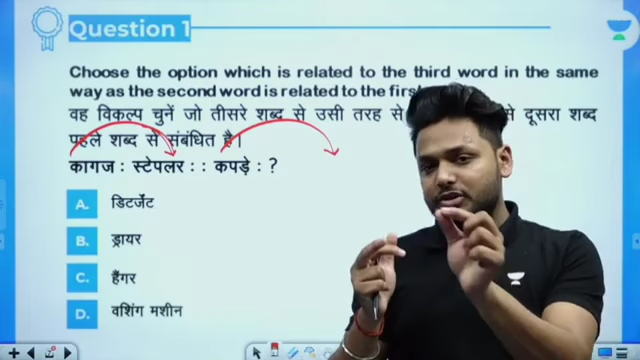 Question 1
Choose the option which is related to the third word in the same
way as the second word is related to the first
वह विकल्प चुनें जो तीसरे शब्द से उसी तरह से दूसरा शब्द
पहले शब्द से संबंधित है।
कागज : स्टेपलर : : कपड़े : ?
A. डिटर्जेंट
B. ड्रायर
C. हैंगर
D. वशिंग मशीन